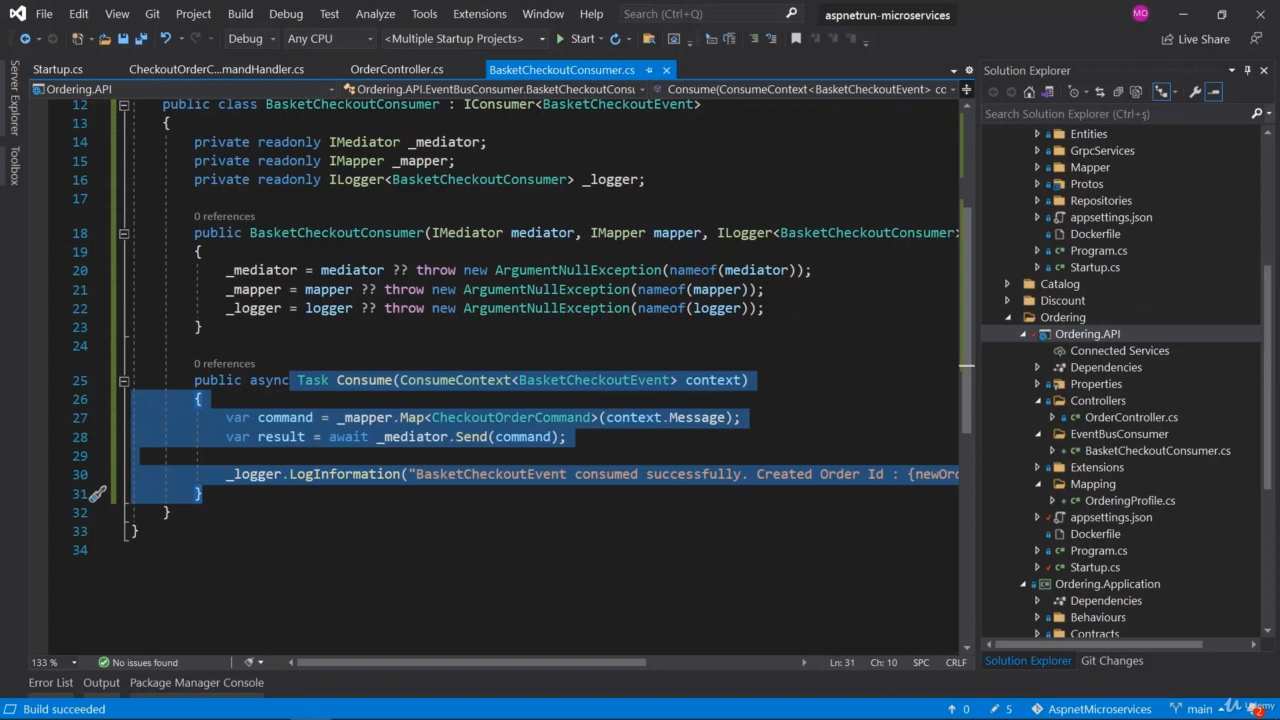 File Edit View Git Project Build Debug Test Analyze Tools Extensions Window Help Search (Ctrl+Q) aspnetrun-microservices MO
Debug Any CPU <Multiple Startup Projects> Start Live Share
Server Explorer
Toolbox
Startup.cs CheckoutOrderC...mandHandler.cs OrderController.cs BasketCheckoutConsumer.cs
Ordering.API Ordering.API.EventBusConsumer.BasketCheckoutConsu Consume(ConsumeContext<BasketCheckoutEvent> cc
12 public class BasketCheckoutConsumer : IConsumer<BasketCheckoutEvent>
13 {
14 private readonly IMediator _mediator;
15 private readonly IMapper _mapper;
16 private readonly ILogger<BasketCheckoutConsumer> _logger;
17
0 references
18 public BasketCheckoutConsumer(IMediator mediator, IMapper mapper, ILogger<BasketCheckoutConsumer>
19 {
20 _mediator = mediator ?? throw new ArgumentNullException(nameof(mediator));
21 _mapper = mapper ?? throw new ArgumentNullException(nameof(mapper));
22 _logger = logger ?? throw new ArgumentNullException(nameof(logger));
23 }
24
0 references
25 public async Task Consume(ConsumeContext<BasketCheckoutEvent> context)
26 {
27 var command = _mapper.Map<CheckoutOrderCommand>(context.Message);
28 var result = await _mediator.Send(command);
29
30 _logger.LogInformation("BasketCheckoutEvent consumed successfully. Created Order Id : {newOrd
31 }
32 }
33 }
34
133 % No issues found Ln: 31 Ch: 10 SPC CRLF
Solution Explorer
Search Solution Explorer (Ctrl+ş)
Entities
GrpcServices
Mapper
Protos
Repositories
appsettings.json
Dockerfile
Program.cs
Startup.cs
Catalog
Discount
Ordering
Ordering.API
Connected Services
Dependencies
Properties
Controllers
OrderController.cs
EventBusConsumer
BasketCheckoutConsumer.cs
Extensions
Mapping
OrderingProfile.cs
appsettings.json
Dockerfile
Program.cs
Startup.cs
Ordering.Application
Dependencies
Behaviours
Contracts
Solution Explorer Git Changes
Error List Output Package Manager Console
Build succeeded 0 5 AspnetMicroservices main 2
Udemy